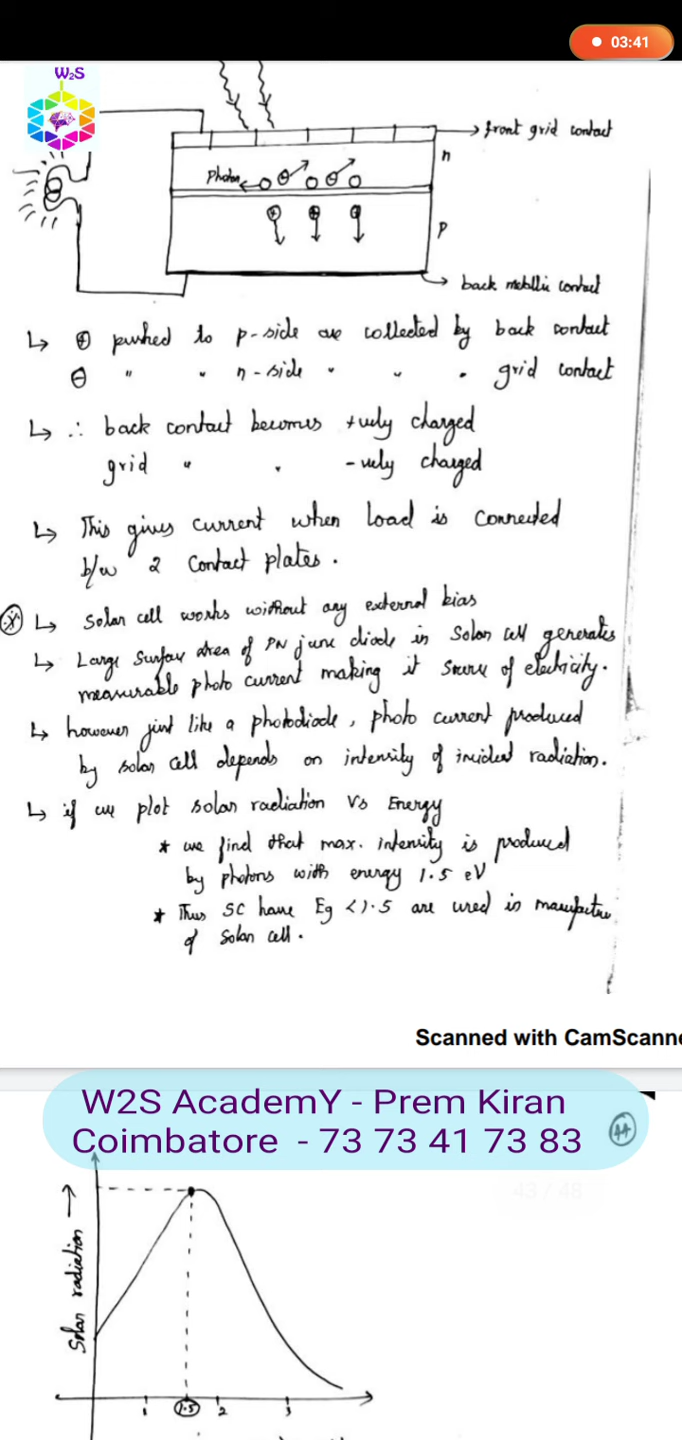 03:41
W₂S
front grid contact
n
Photon
p
back metallic contact
↳ ⊕ pushed to p-side are collected by back contact
⊖ " " n-side " " " grid contact
↳ ∴ back contact becomes +vely charged
grid " " -vely charged
↳ This gives current when load is connected
b/w 2 contact plates.
(*) ↳ Solar cell works without any external bias
↳ Large Surface area of PN junc diode in Solar cell generates
measurable photo current making it source of electricity.
↳ however just like a photodiode, photo current produced
by solar cell depends on intensity of incident radiation.
↳ if we plot solar radiation Vs Energy
* we find that max. intensity is produced
by photons with energy 1.5 eV
* Thus SC have Eg <1.5 are used in manufacture
of Solar cell.
Scanned with CamScanne
W2S AcademY - Prem Kiran
Coimbatore - 73 73 41 73 83
44
43 / 48
Solar radiation
1 1.5 2 3